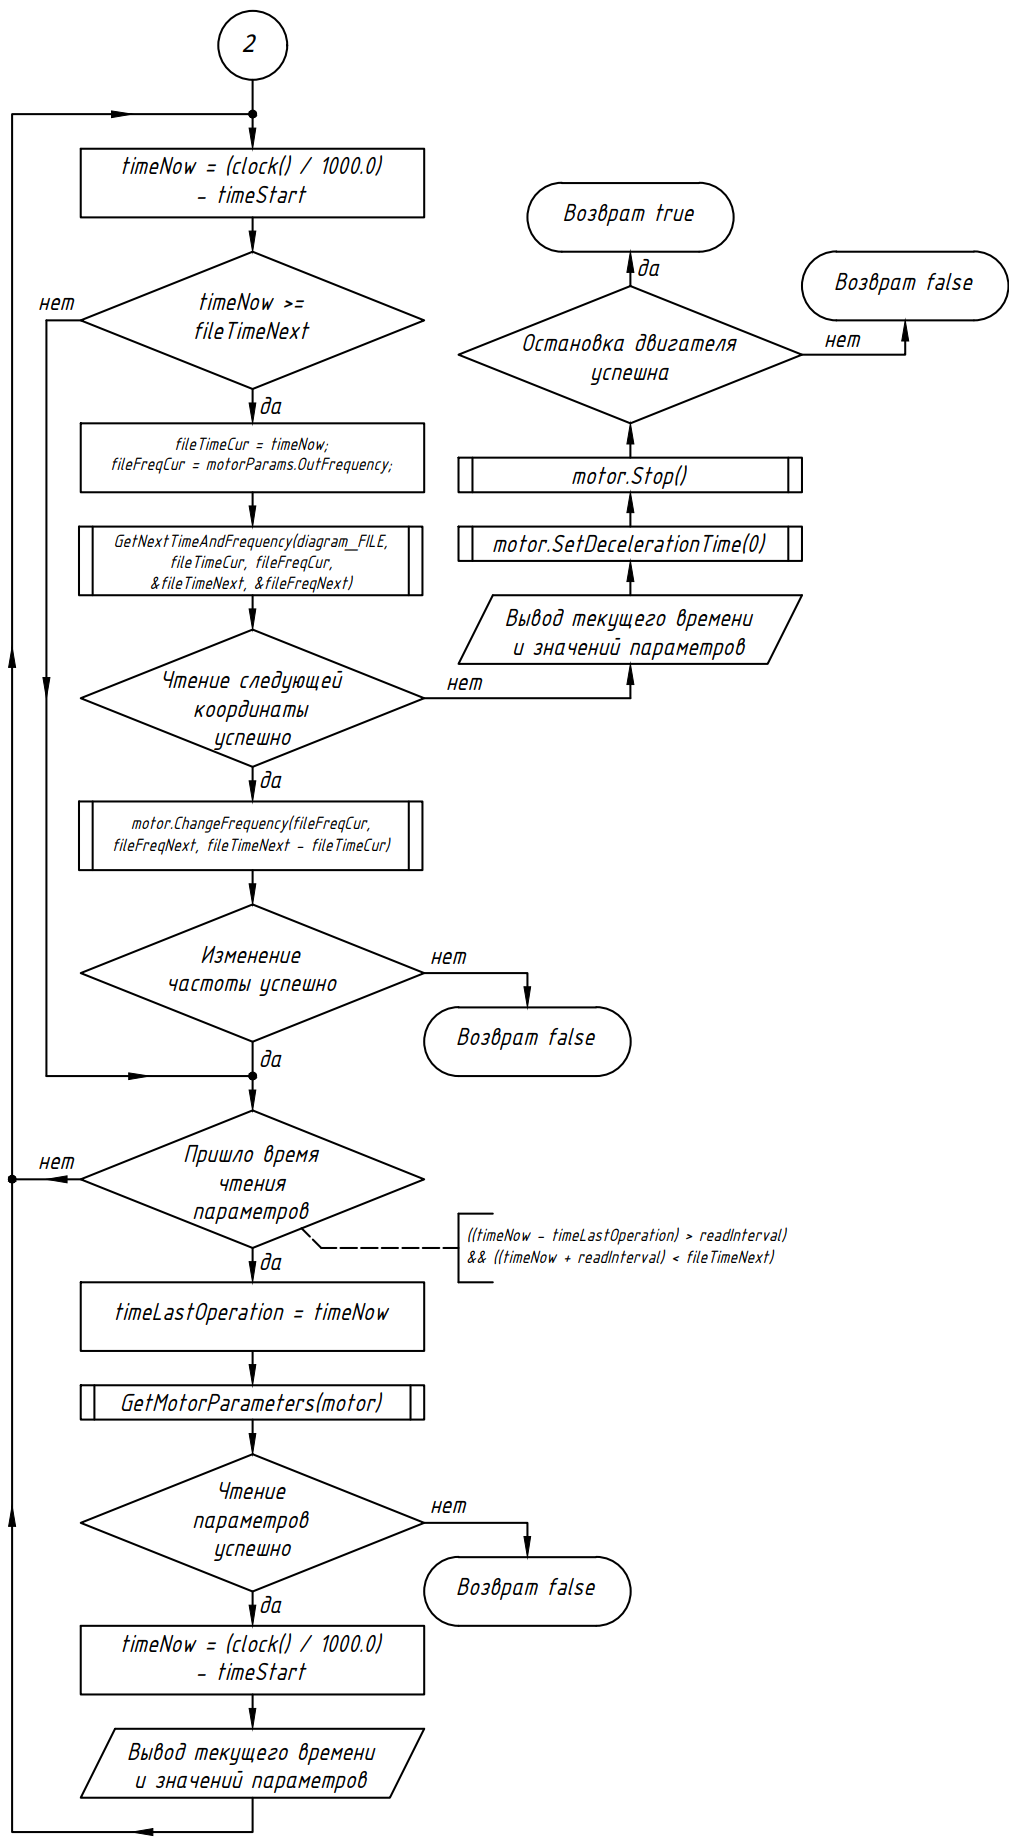 2
timeNow = (clock() / 1000.0)
- timeStart
нет
timeNow >=
fileTimeNext
да
fileTimeCur = timeNow;
fileFreqCur = motorParams.OutFrequency;
GetNextTimeAndFrequency(diagram_FILE,
fileTimeCur, fileFreqCur,
&fileTimeNext, &fileFreqNext)
Чтение следующей
координаты
успешно
нет
Вывод текущего времени
и значений параметров
motor.SetDecelerationTime(0)
motor.Stop()
Остановка двигателя
успешна
да
Возврат true
нет
Возврат false
да
motor.ChangeFrequency(fileFreqCur,
fileFreqNext, fileTimeNext - fileTimeCur)
Изменение
частоты успешно
нет
Возврат false
да
Пришло время
чтения
параметров
нет
((timeNow - timeLastOperation) > readInterval)
&& ((timeNow + readInterval) < fileTimeNext)
да
timeLastOperation = timeNow
GetMotorParameters(motor)
Чтение
параметров
успешно
нет
Возврат false
да
timeNow = (clock() / 1000.0)
- timeStart
Вывод текущего времени
и значений параметров